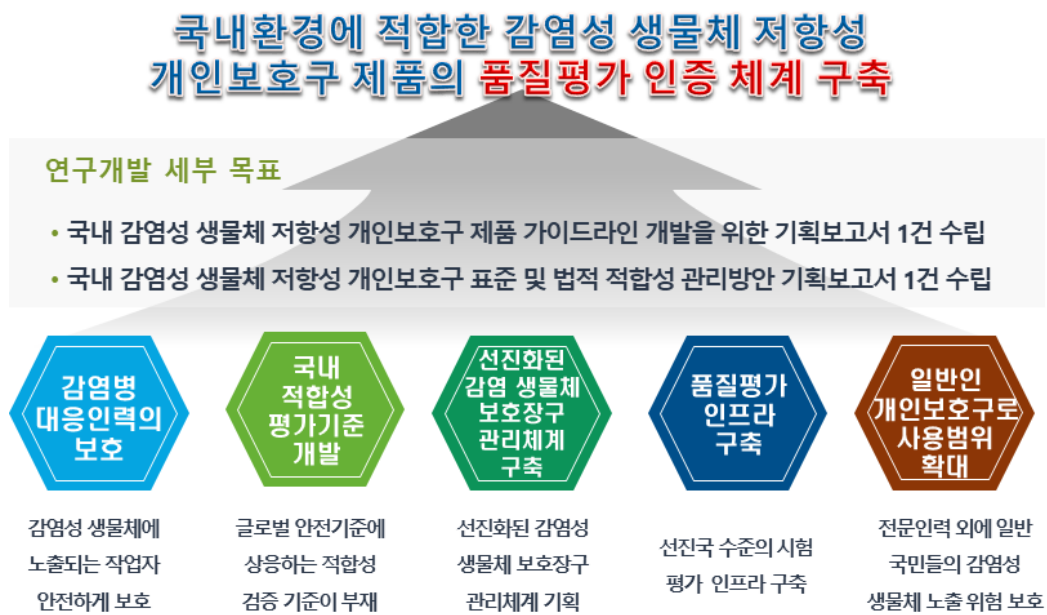 국내환경에 적합한 감염성 생물체 저항성
개인보호구 제품의 품질평가 인증 체계 구축
연구개발 세부 목표
• 국내 감염성 생물체 저항성 개인보호구 제품 가이드라인 개발을 위한 기획보고서 1건 수립
• 국내 감염성 생물체 저항성 개인보호구 표준 및 법적 적합성 관리방안 기획보고서 1건 수립
감염병
대응인력의
보호
국내
적합성
평가기준
개발
선진화된
감염 생물체
보호장구
관리체계
구축
품질평가
인프라
구축
일반인
개인보호구로
사용범위
확대
감염성 생물체에
노출되는 작업자
안전하게 보호
글로벌 안전기준에
상응하는 적합성
검증 기준이 부재
선진화된 감염성
생물체 보호장구
관리체계 기획
선진국 수준의 시험
평가 인프라 구축
전문인력 외에 일반
국민들의 감염성
생물체 노출 위험 보호